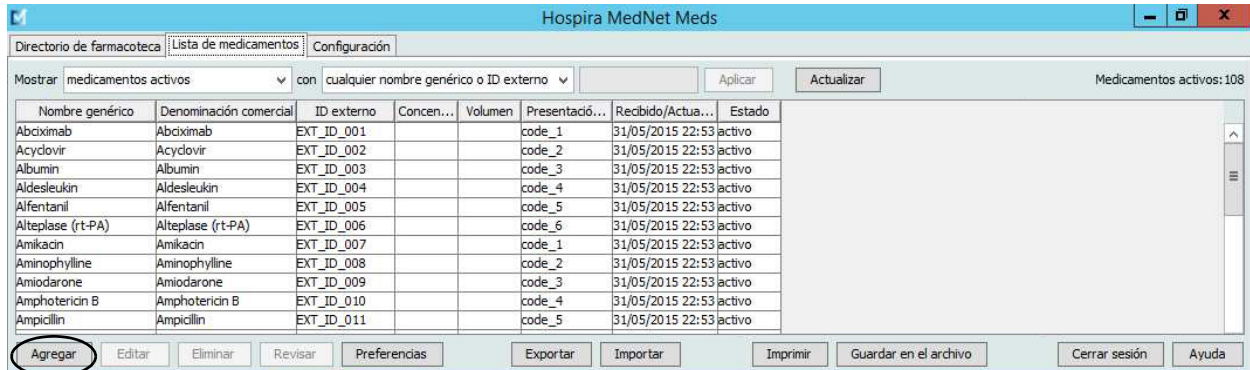 Hospira MedNet Meds
Directorio de farmacoteca Lista de medicamentos Configuración
Mostrar medicamentos activos con cualquier nombre genérico o ID externo Aplicar Actualizar Medicamentos activos:108
Nombre genérico Denominación comercial ID externo Concen... Volumen Presentació... Recibido/Actua... Estado
Abciximab Abciximab EXT_ID_001 code_1 31/05/2015 22:53 activo
Acyclovir Acyclovir EXT_ID_002 code_2 31/05/2015 22:53 activo
Albumin Albumin EXT_ID_003 code_3 31/05/2015 22:53 activo
Aldesleukin Aldesleukin EXT_ID_004 code_4 31/05/2015 22:53 activo
Alfentanil Alfentanil EXT_ID_005 code_5 31/05/2015 22:53 activo
Alteplase (rt-PA) Alteplase (rt-PA) EXT_ID_006 code_6 31/05/2015 22:53 activo
Amikacin Amikacin EXT_ID_007 code_1 31/05/2015 22:53 activo
Aminophylline Aminophylline EXT_ID_008 code_2 31/05/2015 22:53 activo
Amiodarone Amiodarone EXT_ID_009 code_3 31/05/2015 22:53 activo
Amphotericin B Amphotericin B EXT_ID_010 code_4 31/05/2015 22:53 activo
Ampicillin Ampicillin EXT_ID_011 code_5 31/05/2015 22:53 activo
Agregar Editar Eliminar Revisar Preferencias Exportar Importar Imprimir Guardar en el archivo Cerrar sesión Ayuda